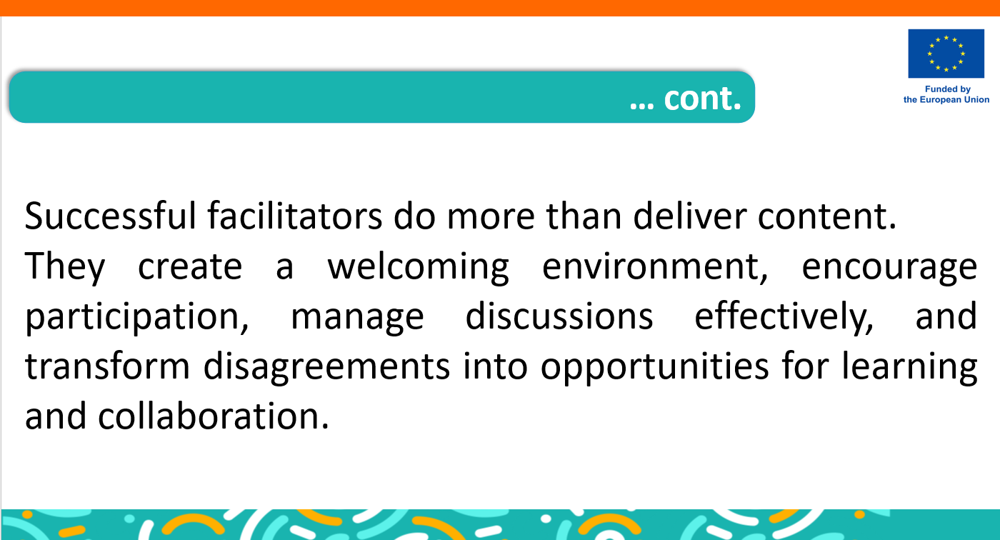 ... cont.
Funded by
the European Union
Successful facilitators do more than deliver content.
They create a welcoming environment, encourage
participation, manage discussions effectively, and
transform disagreements into opportunities for learning
and collaboration.